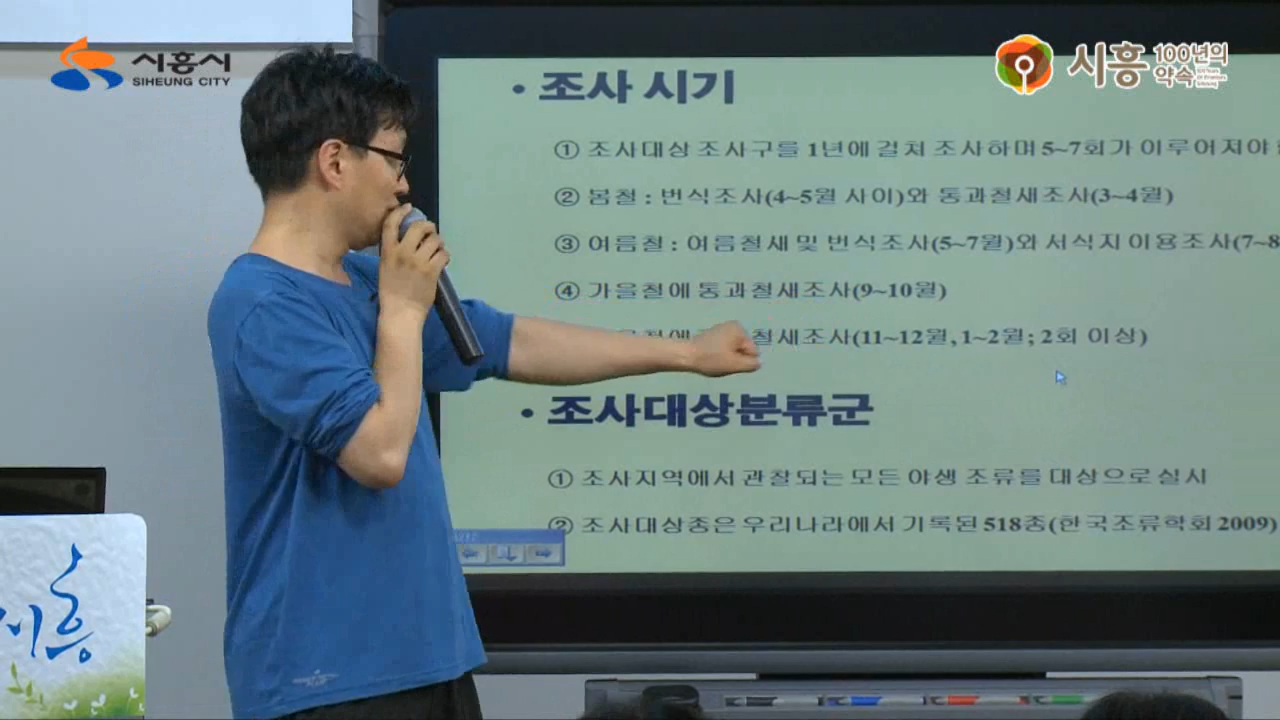 시흥시
SIHEUNG CITY
시흥 100년의 약속
• 조사 시기
① 조사대상 조사구를 1년에 걸쳐 조사하며 5~7회가 이루어져야
② 봄철 : 번식조사(4~5월 사이)와 통과철새조사(3~4월)
③ 여름철 : 여름철새 및 번식조사(5~7월)와 서식지 이용조사(7~8
④ 가을철에 통과철새조사(9~10월)
철새조사(11~12월, 1~2월; 2회 이상)
• 조사대상분류군
① 조사지역에서 관찰되는 모든 야생 조류를 대상으로 실시
② 조사대상종은 우리나라에서 기록된 518종(한국조류학회 2009)
시흥